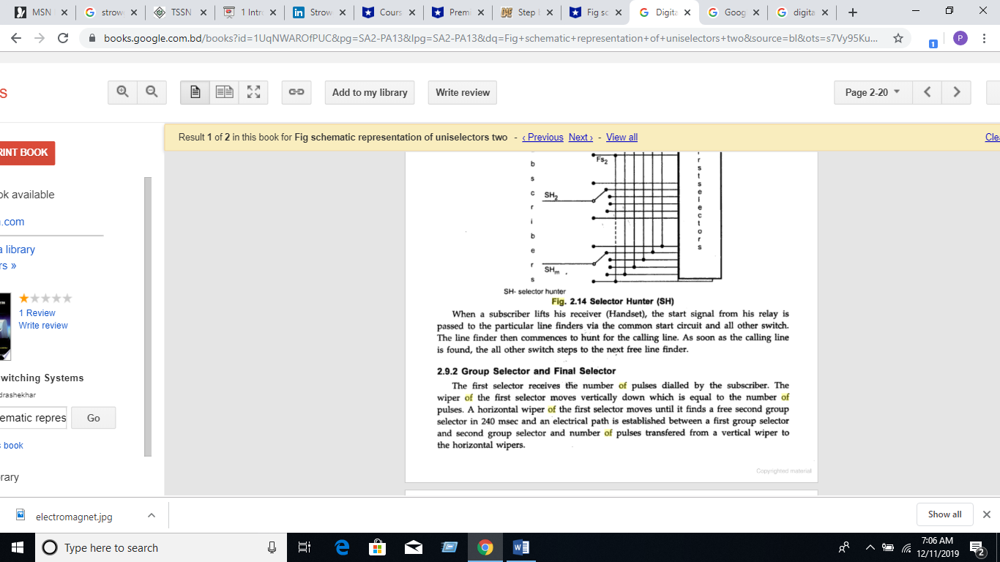 MSN
strow
TSSN
1 Intro
Strow
Cours
Prem
Step
Fig sc
Digita
Goog
digita
books.google.com.bd/books?id=1UqNWAROfPUC&pg=SA2-PA13&lpg=SA2-PA13&dq=Fig+schematic+representation+of+uniselectors+two&source=bl&ots=s7Vy95Ku...
1
P
s
Add to my library
Write review
Page 2-20
Result 1 of 2 in this book for Fig schematic representation of uniselectors two - ‹ Previous Next › - View all
Cle
RINT BOOK
ok available
.com
a library
rs »
1 Review
Write review
witching Systems
drashekhar
ematic repres
Go
s book
rary
b
s
c
r
i
b
e
r
s
Fs2
SH2
SHm
r
s
t
s
e
l
e
c
t
o
r
s
SH- selector hunter
Fig. 2.14 Selector Hunter (SH)
When a subscriber lifts his receiver (Handset), the start signal from his relay is
passed to the particular line finders via the common start circuit and all other switch.
The line finder then commences to hunt for the calling line. As soon as the calling line
is found, the all other switch steps to the next free line finder.
2.9.2 Group Selector and Final Selector
The first selector receives the number of pulses dialled by the subscriber. The
wiper of the first selector moves vertically down which is equal to the number of
pulses. A horizontal wiper of the first selector moves until it finds a free second group
selector in 240 msec and an electrical path is established between a first group selector
and second group selector and number of pulses transfered from a vertical wiper to
the horizontal wipers.
Copyrighted material
electromagnet.jpg
Show all
Type here to search
7:06 AM
12/11/2019
2